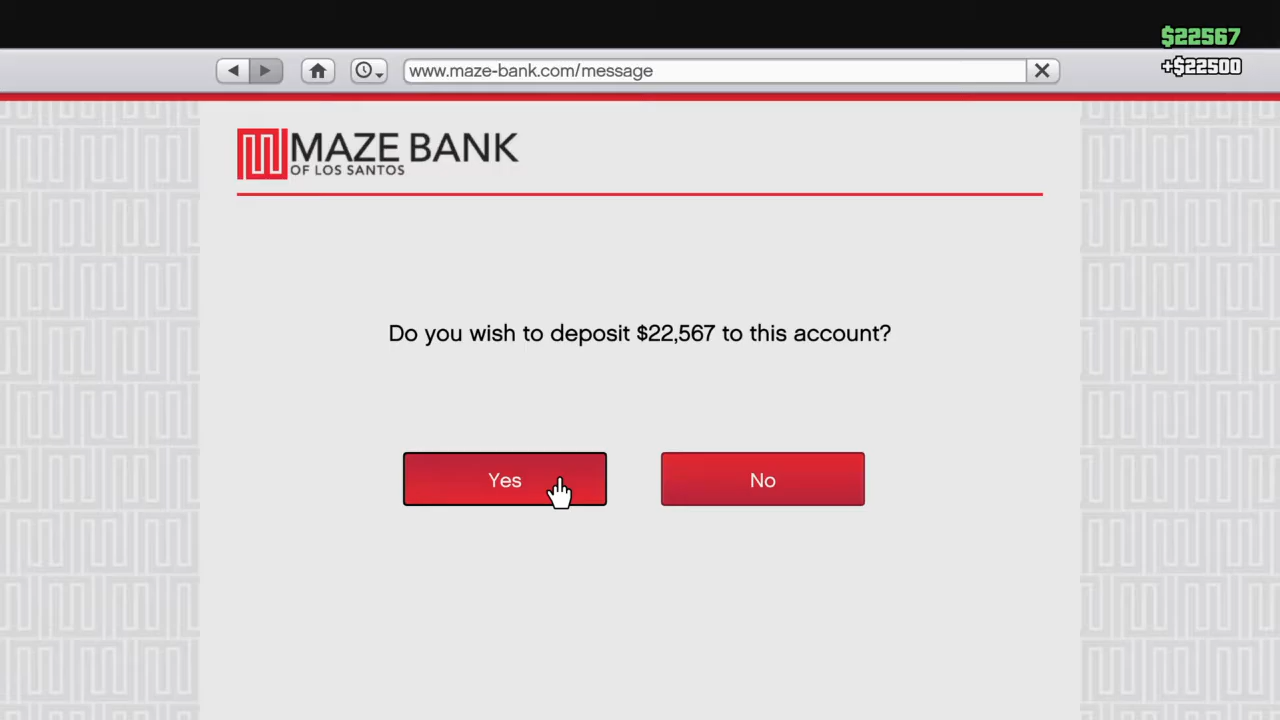 $22567
www.maze-bank.com/message
+$22500
MAZE BANK
OF LOS SANTOS
Do you wish to deposit $22,567 to this account?
Yes
No